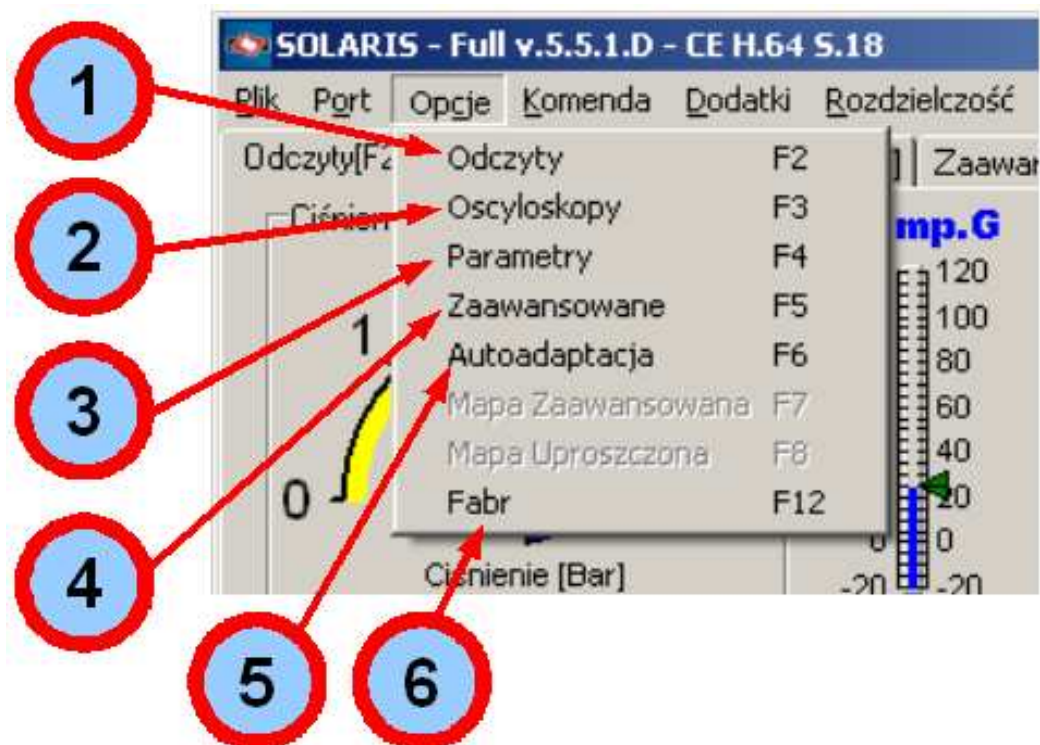 SOLARIS - Full v.5.5.1.D - CE H.64 S.18
Plik Port Opcje Komenda Dodatki Rozdzielczość
Odczyty[F2
Zaawan
Ciśnien
mp.G
1
0
Odczyty F2
Oscyloskopy F3
Parametry F4
Zaawansowane F5
Autoadaptacja F6
Mapa Zaawansowana F7
Mapa Uproszczona F8
Fabr F12
Ciśnienie [Bar]
120
100
80
60
40
20
0 0
-20 -20
1
2
3
4
5
6